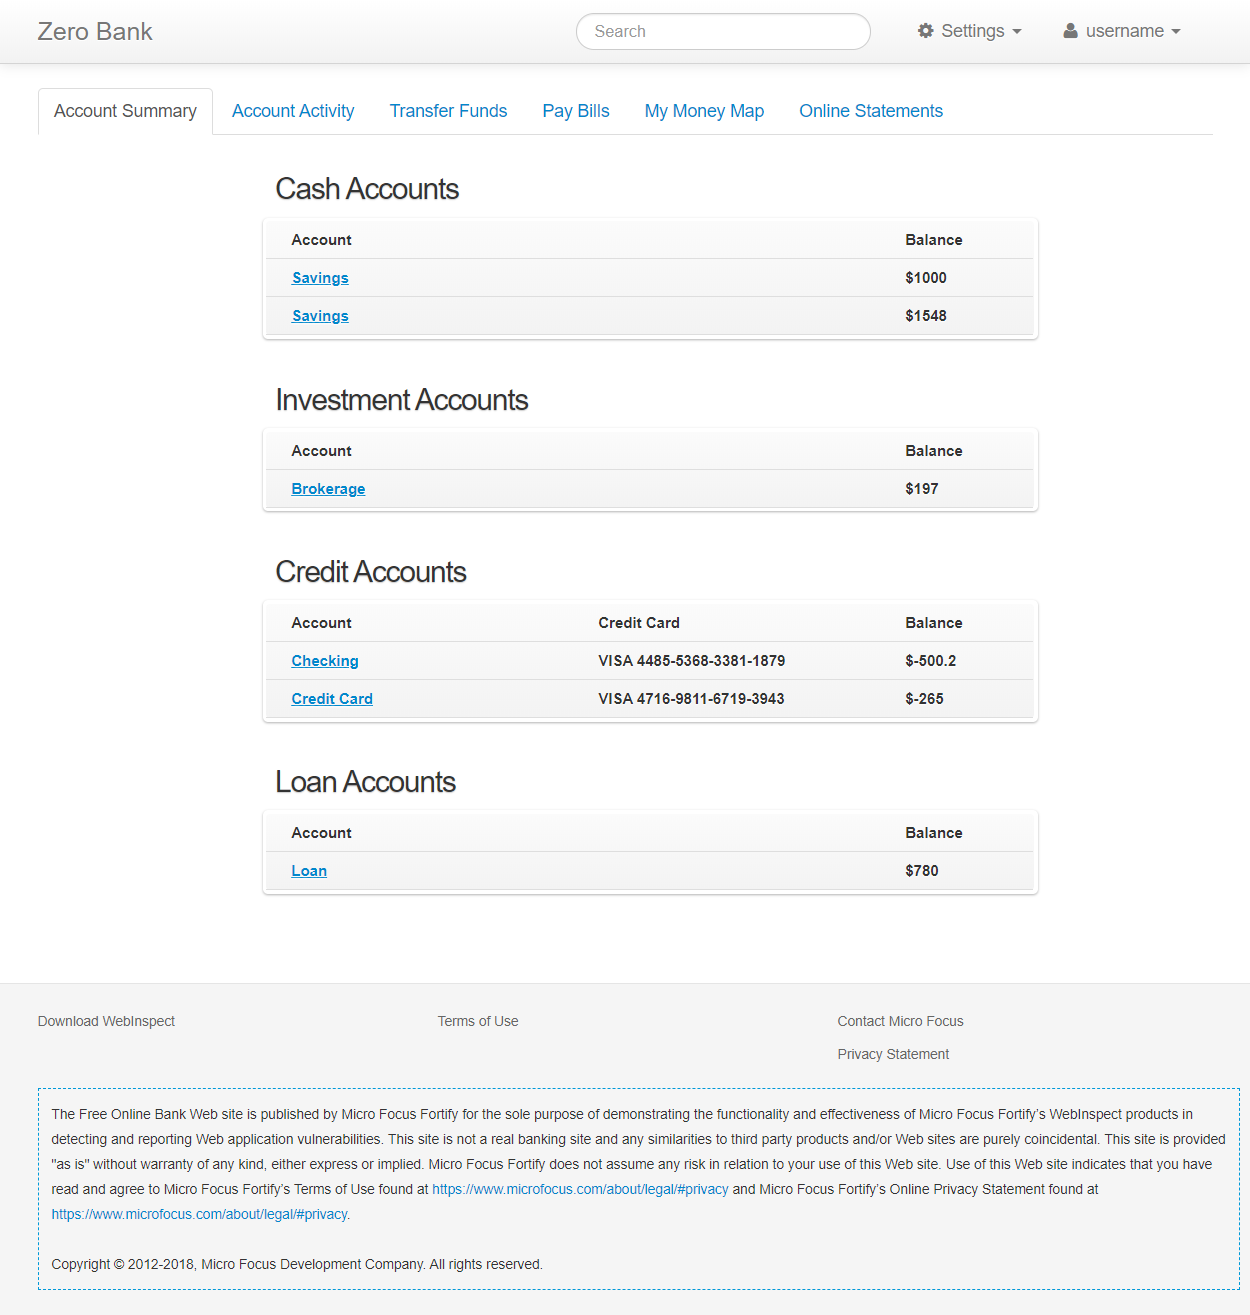 Zero Bank
Search
Settings
username
Account Summary
Account Activity
Transfer Funds
Pay Bills
My Money Map
Online Statements
Cash Accounts
Account Balance
Savings $1000
Savings $1548
Investment Accounts
Account Balance
Brokerage $197
Credit Accounts
Account Credit Card Balance
Checking VISA 4485-5368-3381-1879 $-500.2
Credit Card VISA 4716-9811-6719-3943 $-265
Loan Accounts
Account Balance
Loan $780
Download WebInspect
Terms of Use
Contact Micro Focus
Privacy Statement
The Free Online Bank Web site is published by Micro Focus Fortify for the sole purpose of demonstrating the functionality and effectiveness of Micro Focus Fortify’s WebInspect products in
detecting and reporting Web application vulnerabilities. This site is not a real banking site and any similarities to third party products and/or Web sites are purely coincidental. This site is provided
"as is" without warranty of any kind, either express or implied. Micro Focus Fortify does not assume any risk in relation to your use of this Web site. Use of this Web site indicates that you have
read and agree to Micro Focus Fortify’s Terms of Use found at https://www.microfocus.com/about/legal/#privacy and Micro Focus Fortify’s Online Privacy Statement found at
https://www.microfocus.com/about/legal/#privacy.
Copyright © 2012-2018, Micro Focus Development Company. All rights reserved.